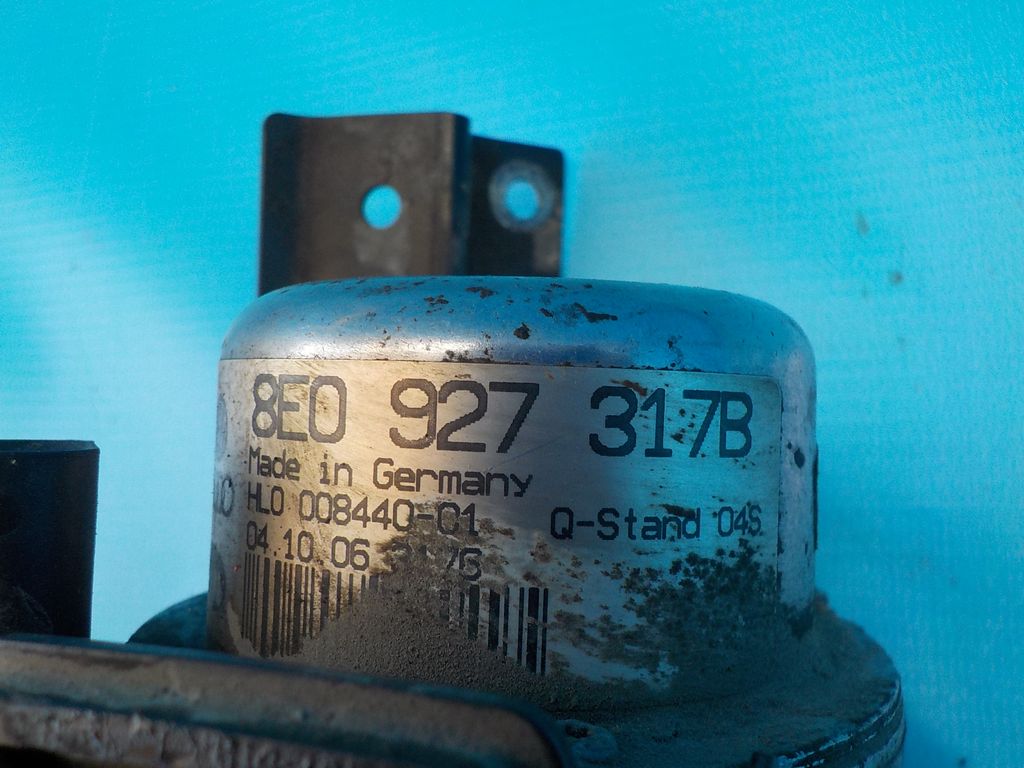 8E0 927 317B
Made in Germany
HL0 008440-01 Q-Stand 04S
04.10.06